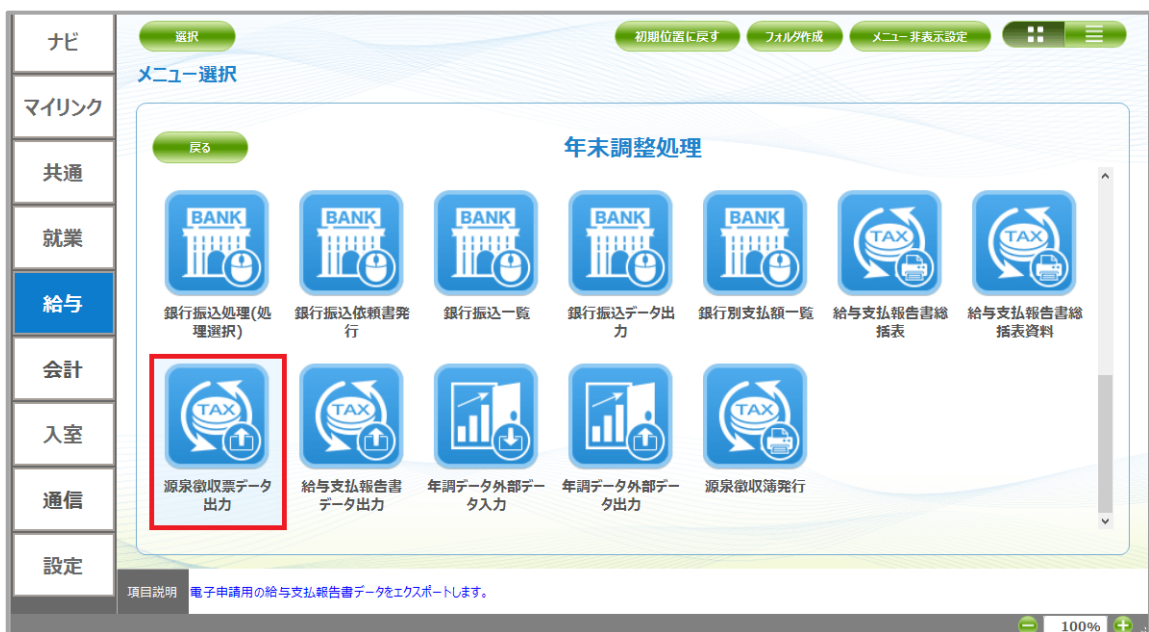 ナビ
マイリンク
共通
就業
給与
会計
入室
通信
設定
選択
初期位置に戻す
フォルダ作成
メニュー非表示設定
メニュー選択
戻る
年末調整処理
BANK
BANK
BANK
BANK
BANK
TAX
TAX
銀行振込処理(処
理選択)
銀行振込依頼書発
行
銀行振込一覧
銀行振込データ出
力
銀行別支払額一覧
給与支払報告書総
括表
給与支払報告書総
括表資料
TAX
TAX
TAX
源泉徴収票データ
出力
給与支払報告書
データ出力
年調データ外部デー
タ入力
年調データ外部デー
タ出力
源泉徴収簿発行
項目説明
電子申請用の給与支払報告書データをエクスポートします。
100%